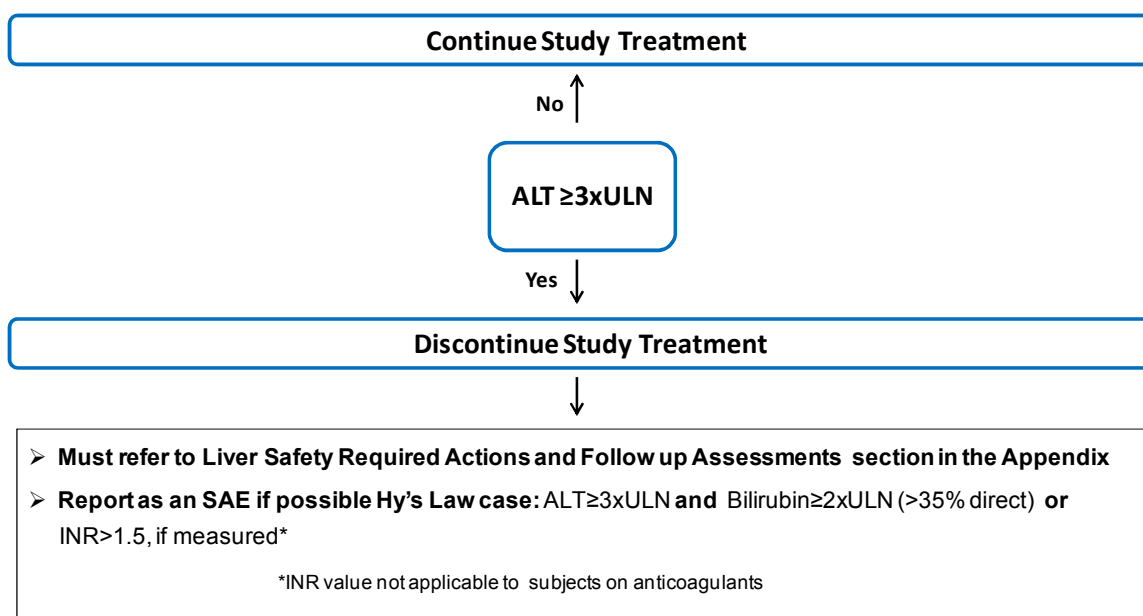 Continue Study Treatment
No
ALT ≥3xULN
Yes
Discontinue Study Treatment
➢ Must refer to Liver Safety Required Actions and Follow up Assessments section in the Appendix
➢ Report as an SAE if possible Hy's Law case: ALT≥3xULN and Bilirubin≥2xULN (>35% direct) or
INR>1.5, if measured*
*INR value not applicable to subjects on anticoagulants